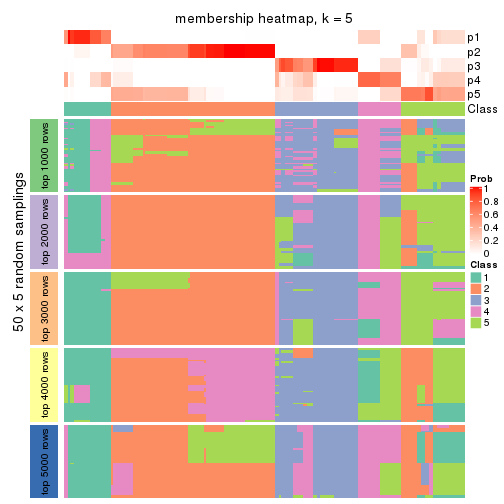 membership heatmap, k = 5
p1
p2
p3
p4
p5
Class
50 x 5 random samplings
top 1000 rows
top 2000 rows
top 3000 rows
top 4000 rows
top 5000 rows
Prob
1
0.8
0.6
0.4
0.2
0
Class
1
2
3
4
5